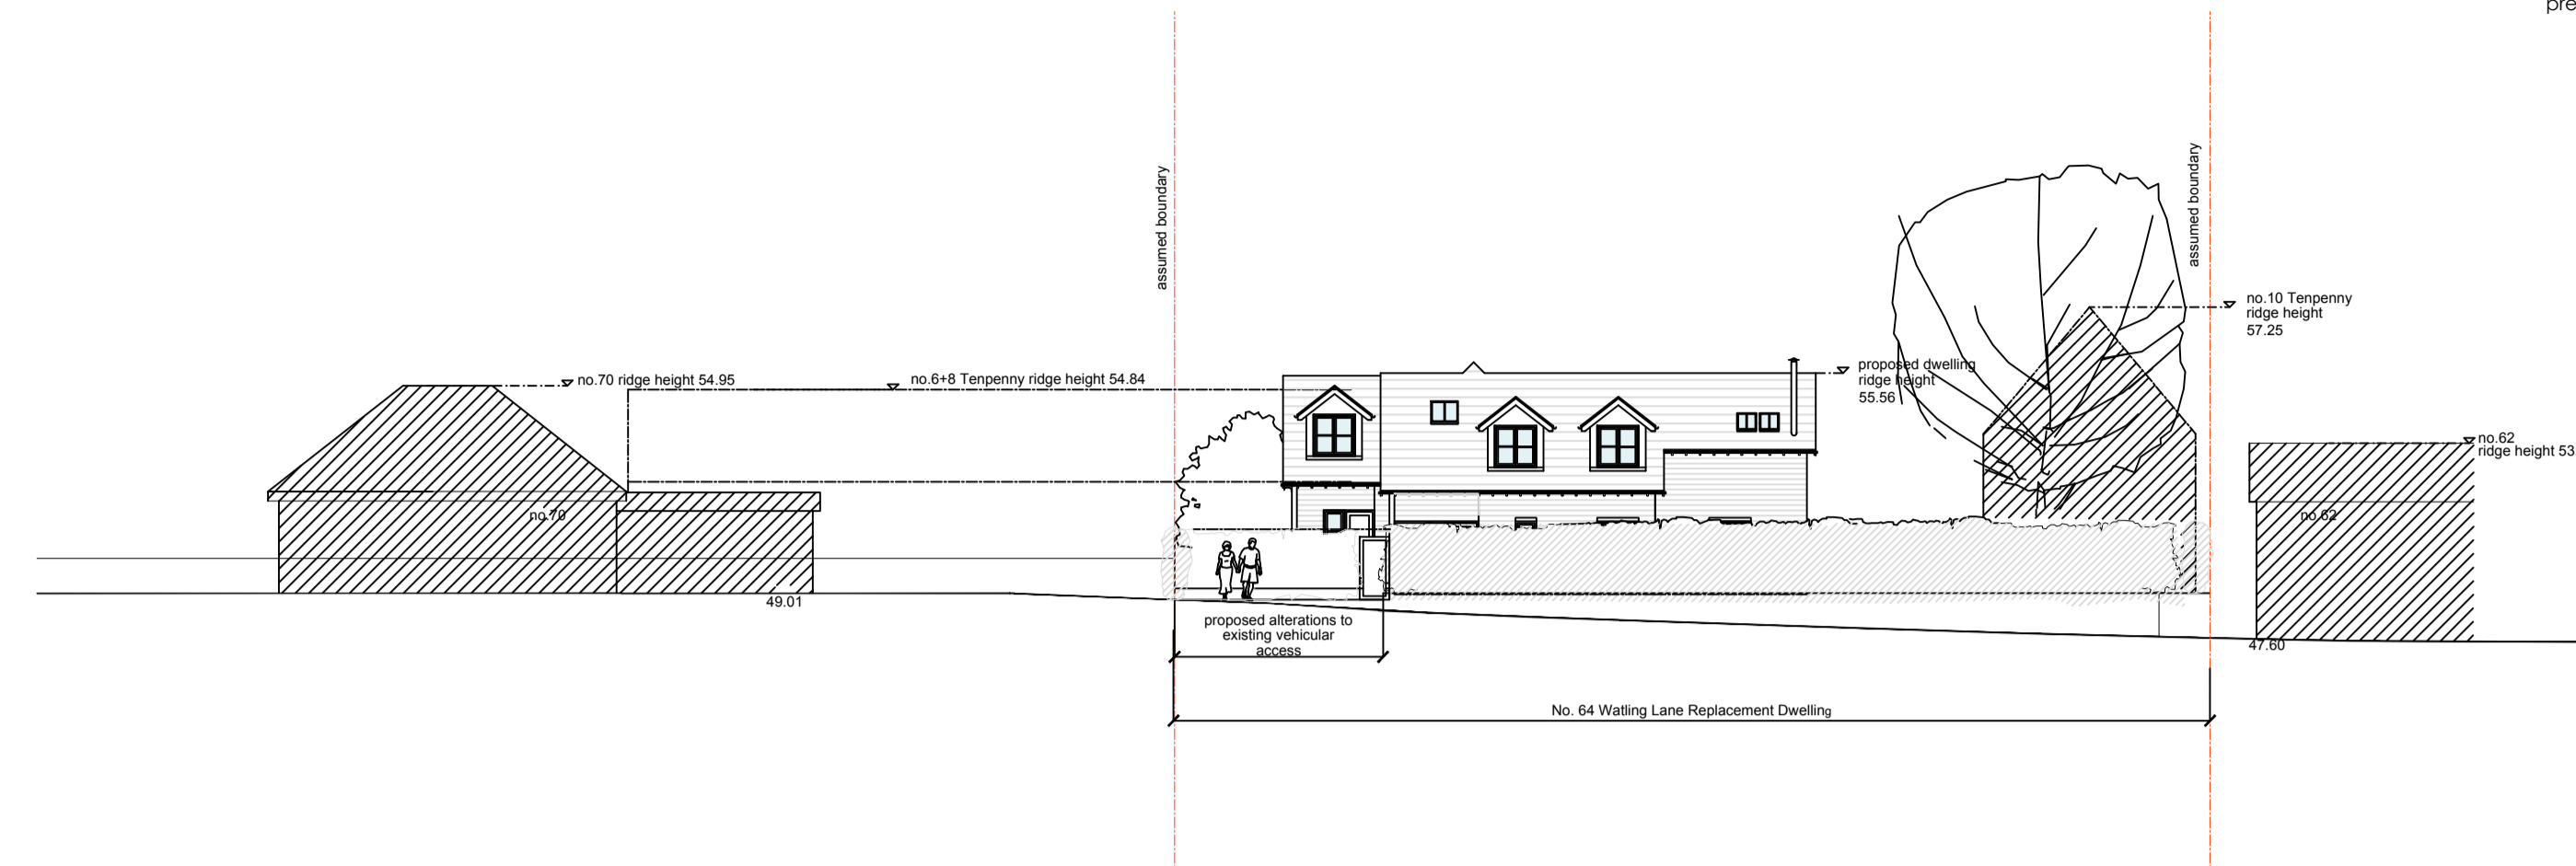 pre
assumed boundary
assumed boundary
no.10 Tenpenny
ridge height
57.25
no.70 ridge height 54.95
no.6+8 Tenpenny ridge height 54.84
proposed dwelling
ridge height
55.56
no.62
ridge height 53
no.70
no.62
49.01
proposed alterations to
existing vehicular
access
47.60
No. 64 Watling Lane Replacement Dwelling